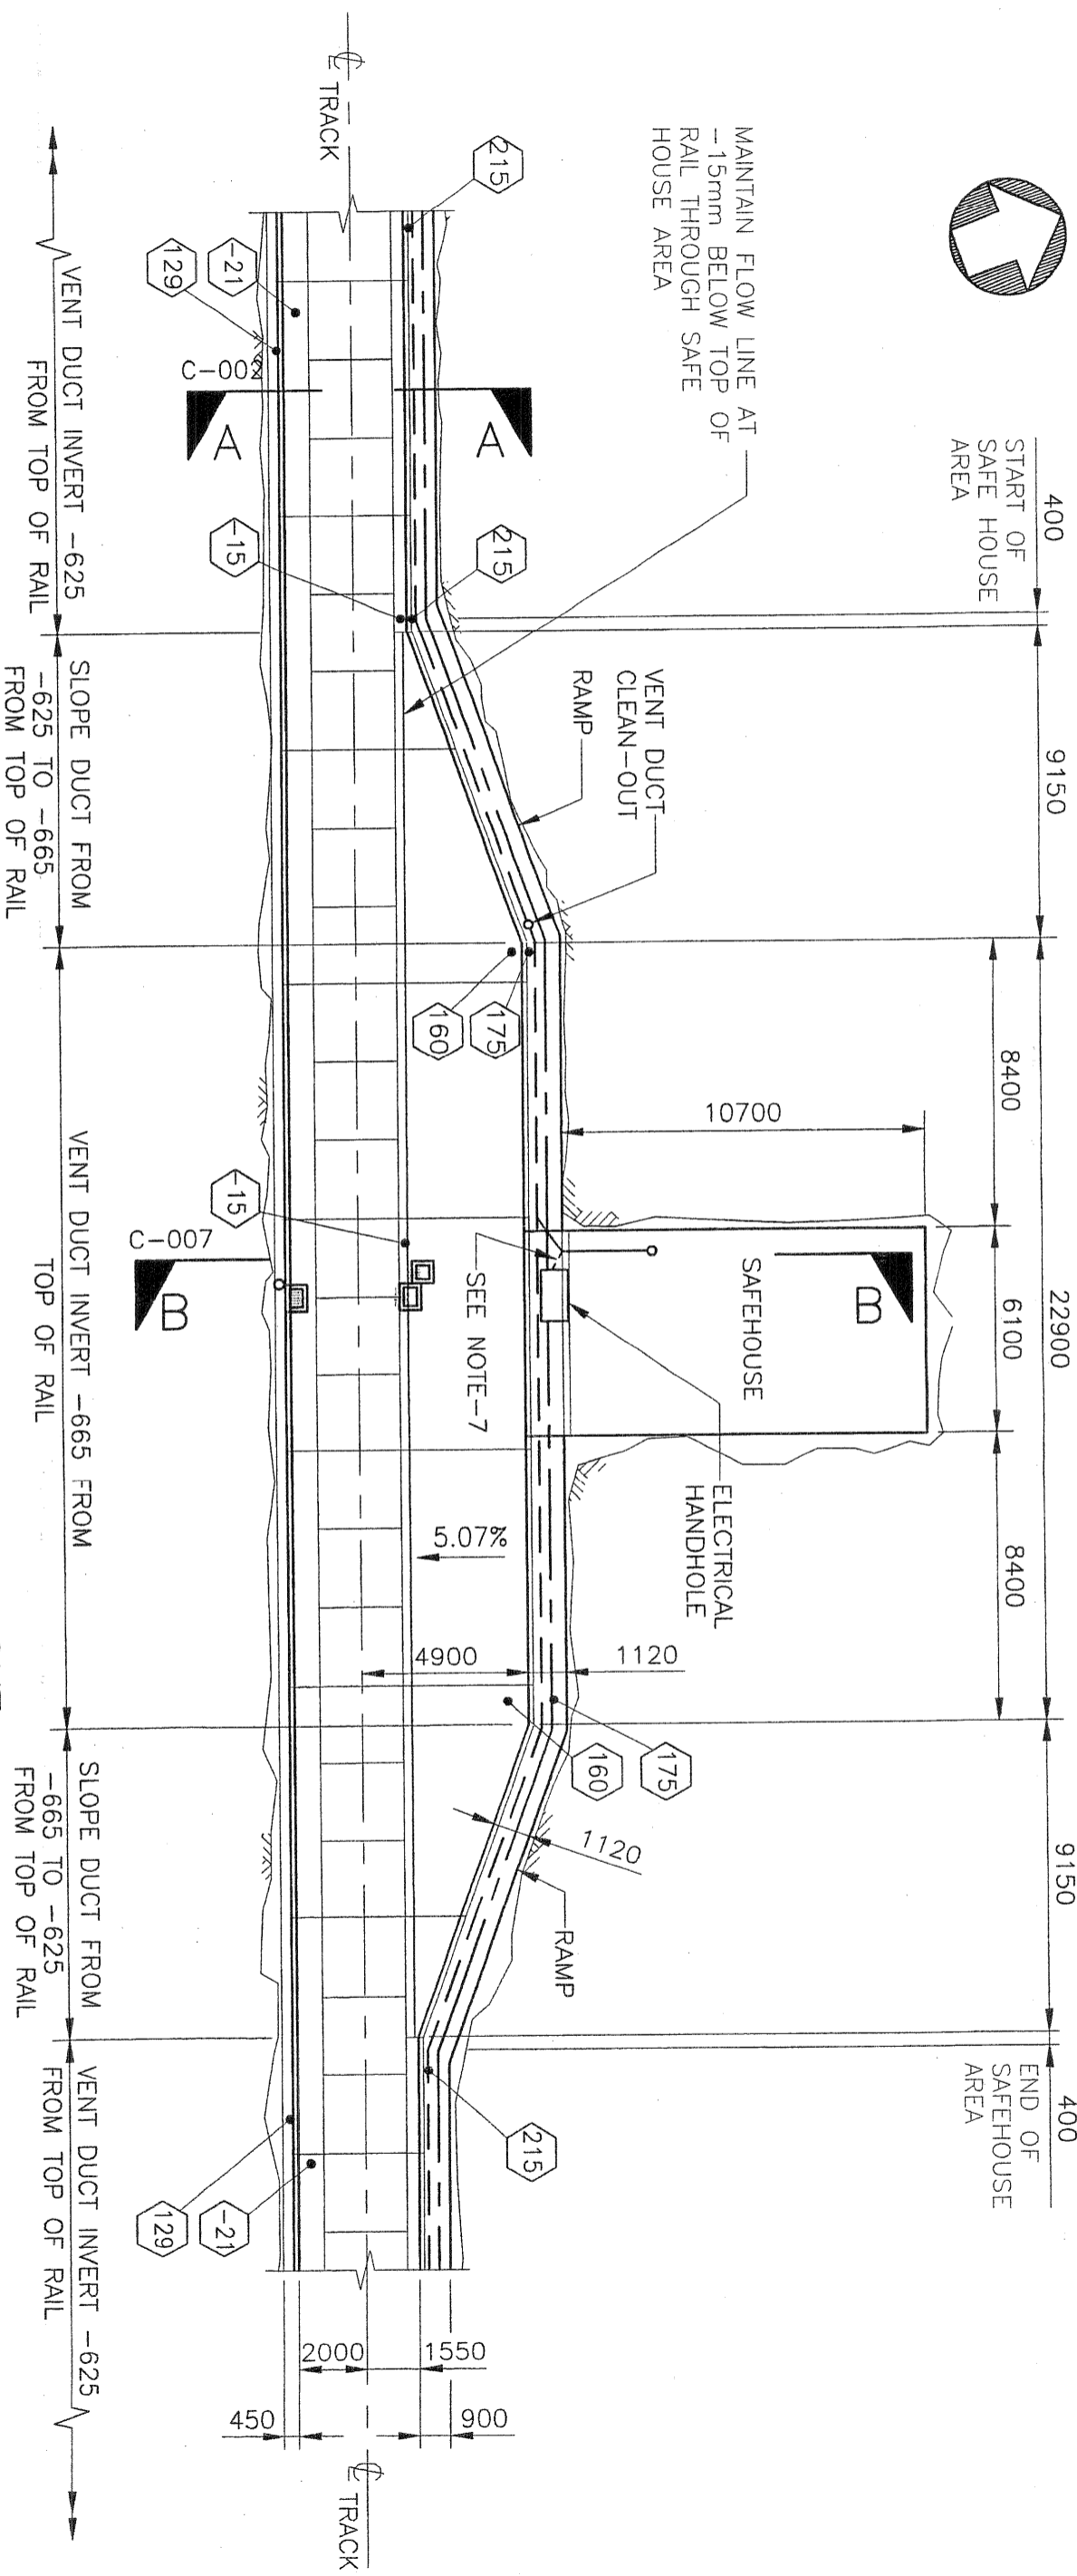 400
START OF
SAFE HOUSE
AREA
9150
22900
9150
400
END OF
SAFEHOUSE
AREA
8400
6100
8400
MAINTAIN FLOW LINE AT
-15mm BELOW TOP OF
RAIL THROUGH SAFE
HOUSE AREA
VENT DUCT
CLEAN-OUT
RAMP
10700
SAFEHOUSE
B
ELECTRICAL
HANDHOLE
SEE NOTE-7
5.07%
4900
1120
1120
RAMP
215
A
215
175
160
175
160
215
℄ TRACK
1550
900
2000
450
℄ TRACK
-21
129
C-002
A
-15
-15
C-007
B
-21
129
VENT DUCT INVERT -625
FROM TOP OF RAIL
SLOPE DUCT FROM
-625 TO -665
FROM TOP OF RAIL
VENT DUCT INVERT -665 FROM
TOP OF RAIL
SLOPE DUCT FROM
-665 TO -625
FROM TOP OF RAIL
VENT DUCT INVERT -625
FROM TOP OF RAIL